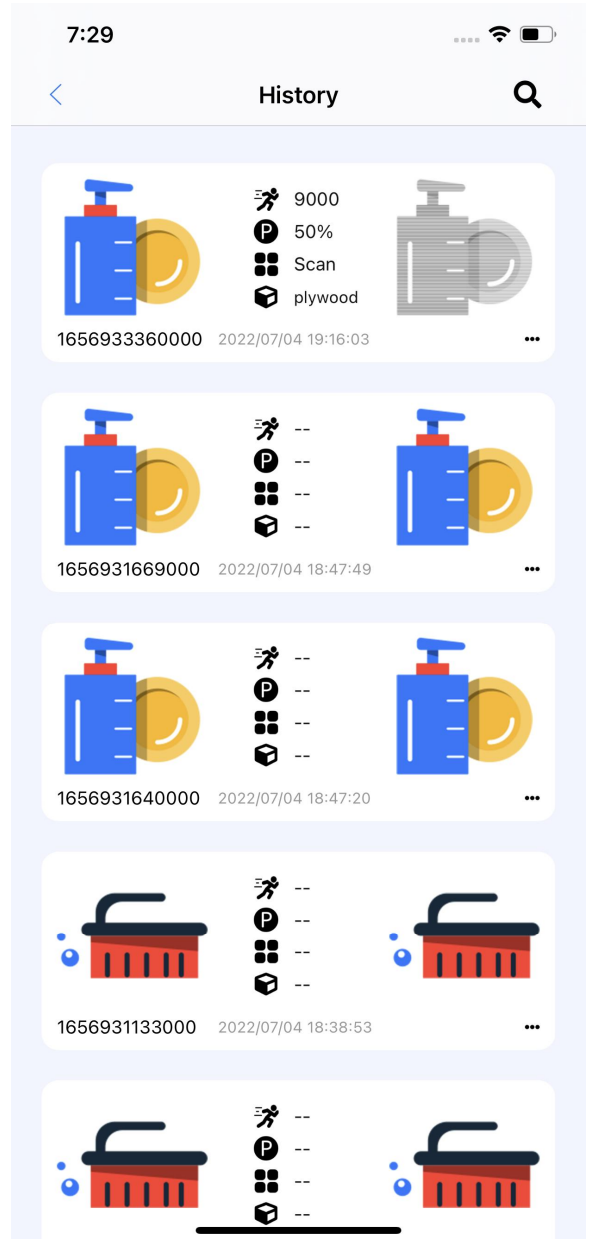 7:29
History
9000
P 50%
Scan
plywood
1656933360000 2022/07/04 19:16:03
--
P --
--
--
1656931669000 2022/07/04 18:47:49
--
P --
--
--
1656931640000 2022/07/04 18:47:20
--
P --
--
--
1656931133000 2022/07/04 18:38:53
--
P --
--
--